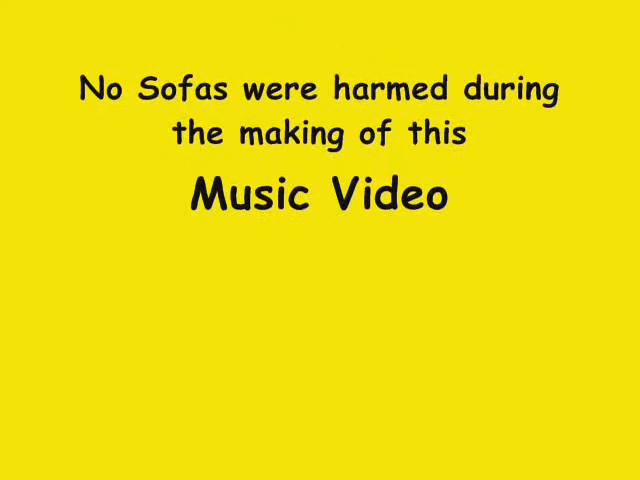 No Sofas were harmed during
the making of this
Music Video